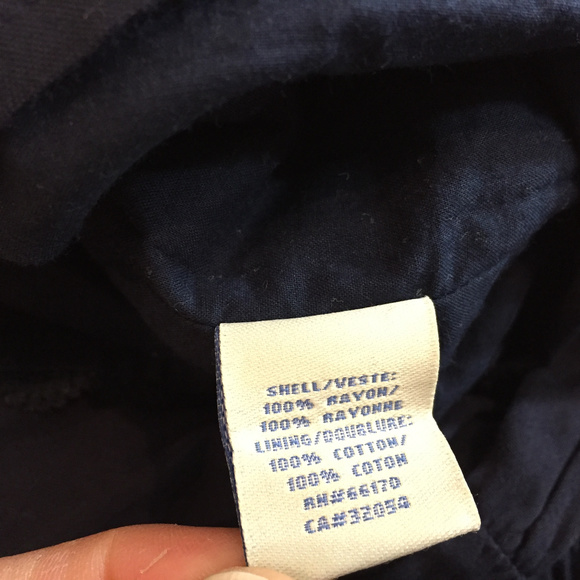 SHELL/VESTE:
100% RAYON/
100% RAYONNE
LINING/DOUBLURE:
100% COTTON/
100% COTON
RN#66170
CA#32054